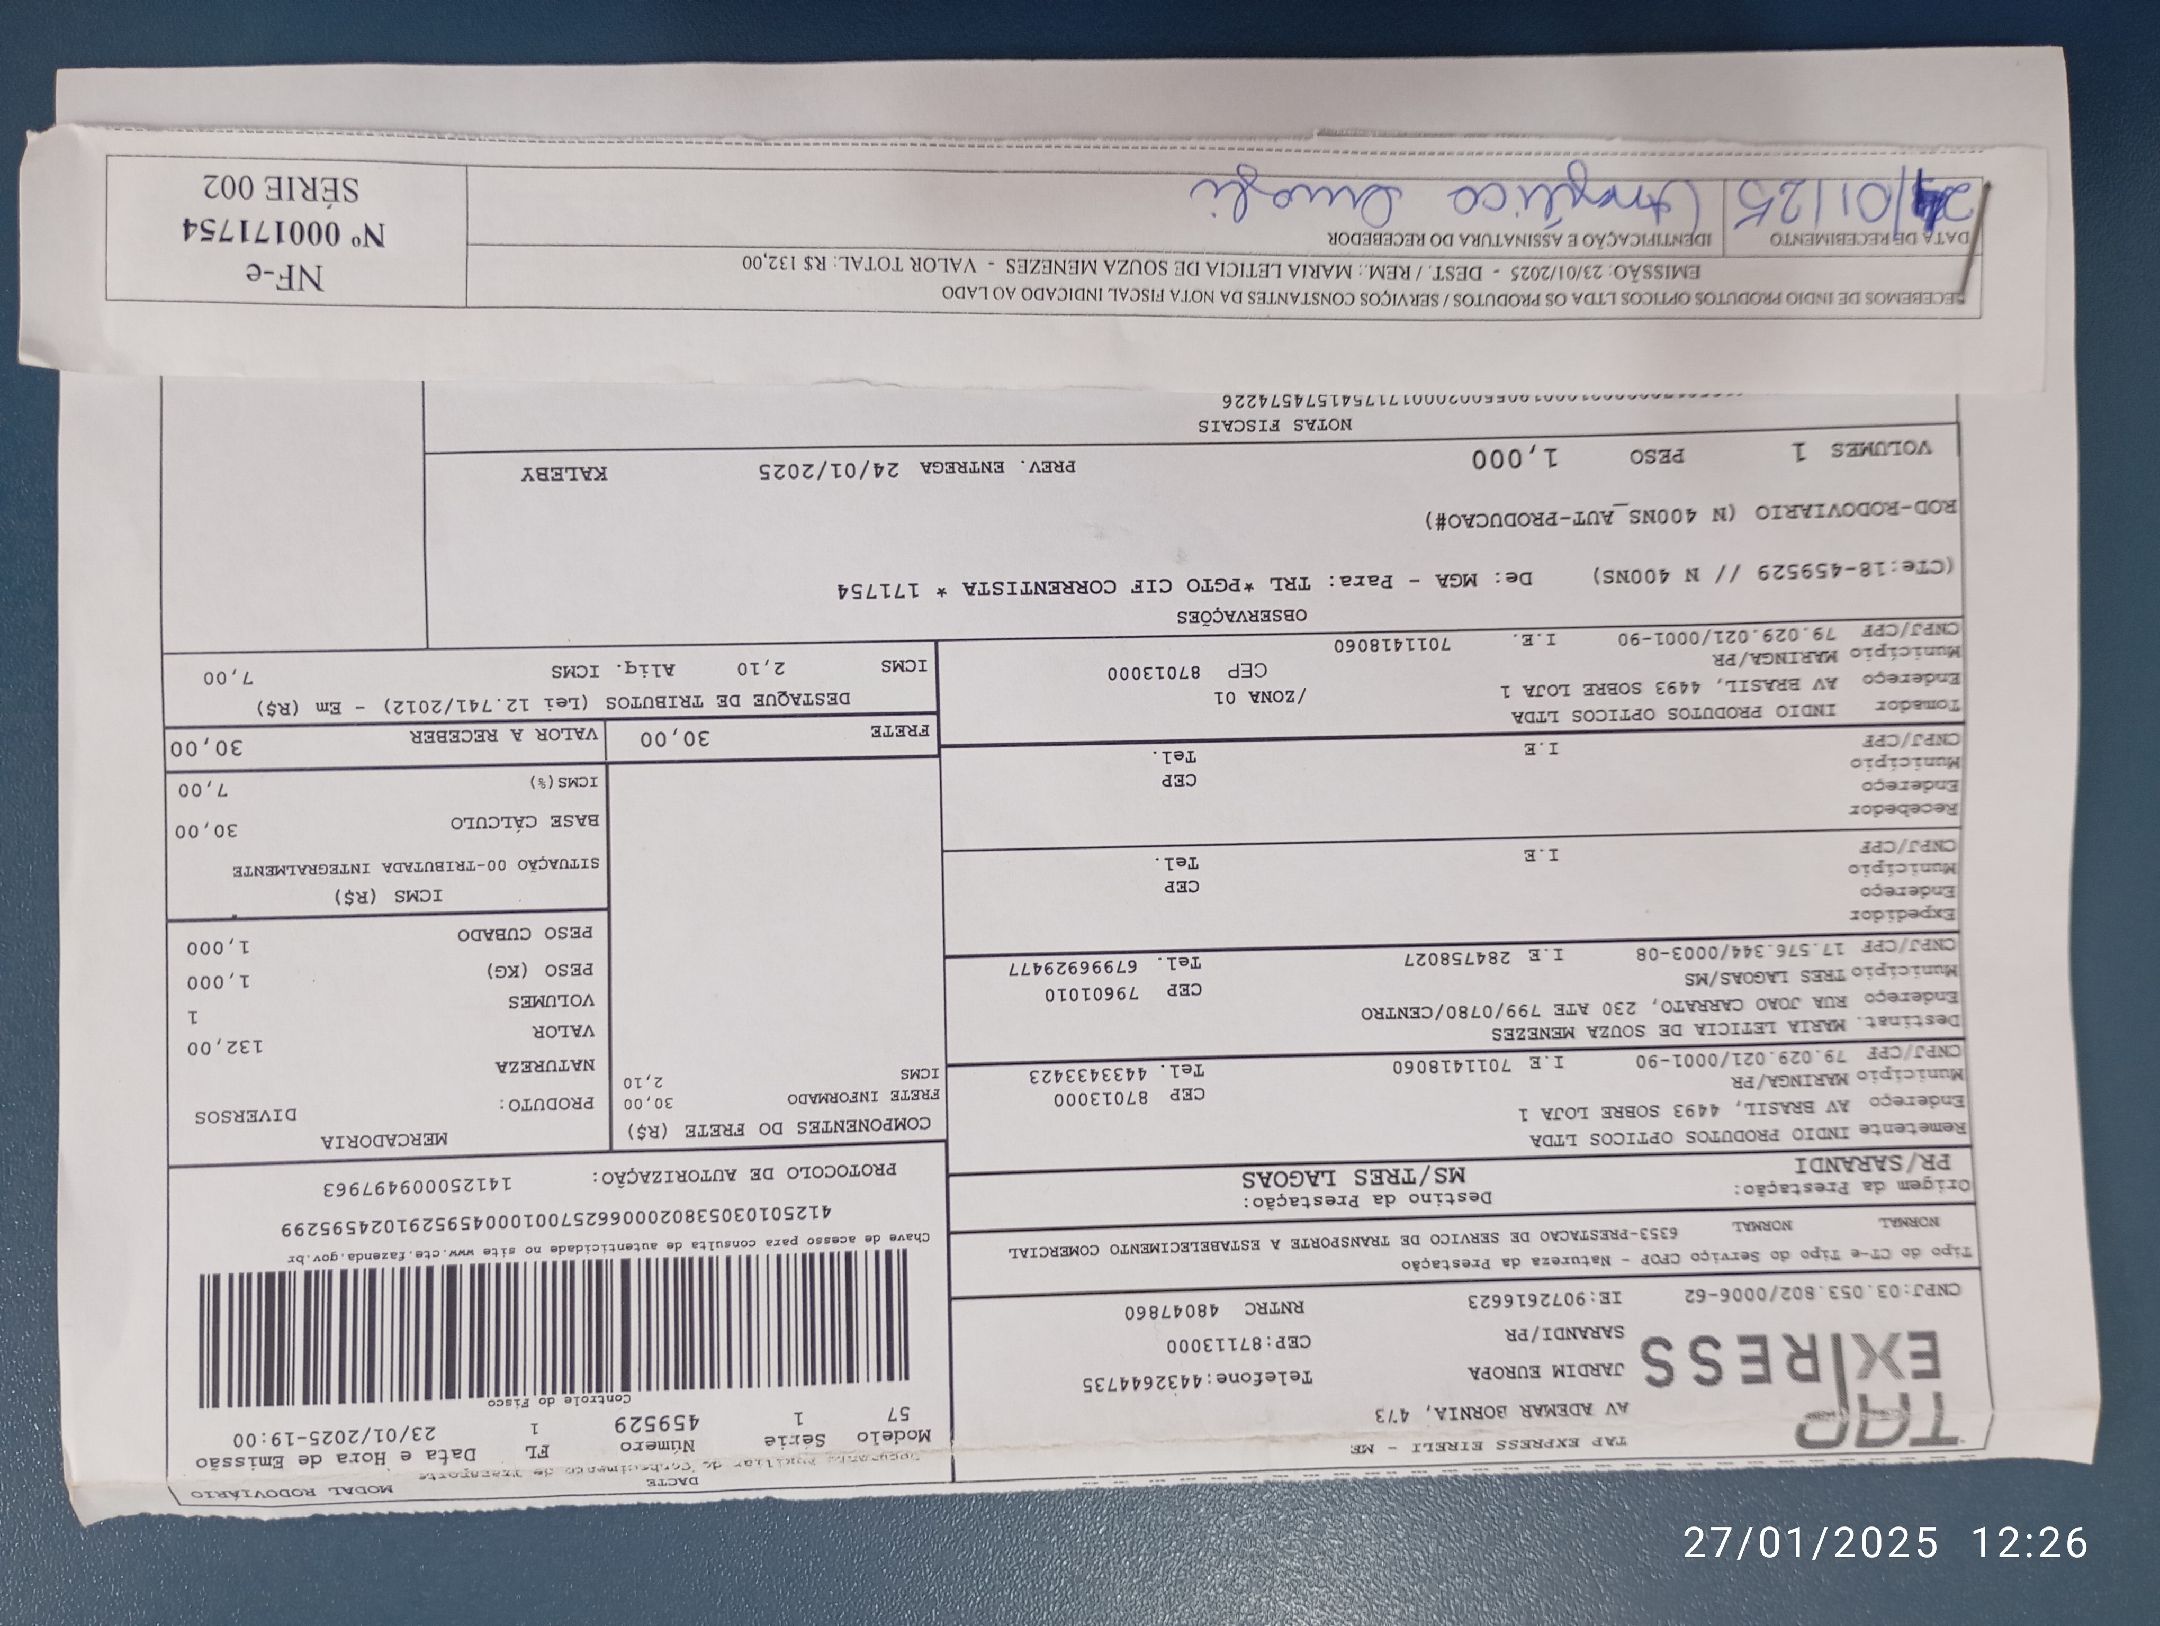 DACTE
MODAL RODOVIÁRIO
Documento Auxiliar de Conhecimento de Transporte
Modelo Série Número FL Data e Hora de Emissão
57 1 459529 1 23/01/2025-19:00
Controle do Fisco
TAP EXPRESS
TAP EXPRESS EIRELI - ME
AV ADEMAR BORNIA, 473
JARDIM EUROPA Telefone:4432644735
SARANDI/PR CEP:87113000
CNPJ:03.053.802/0006-62 IE:9072616623 RNTRC 48047860
Chave de acesso para consulta de autenticidade no site www.cte.fazenda.gov.br
41250103053802000662570010004595291024595299
PROTOCOLO DE AUTORIZAÇÃO: 141250009497963
Tipo do CT-e Tipo do Serviço CFOP - Natureza da Prestação
NORMAL NORMAL 6353-PRESTACAO DE SERVICO DE TRANSPORTE A ESTABELECIMENTO COMERCIAL
Origem da Prestação: Destino da Prestação:
PR/SARANDI MS/TRES LAGOAS
Remetente INDIO PRODUTOS OPTICOS LTDA
Endereço AV BRASIL, 4493 SOBRE LOJA 1
Município MARINGA/PR CEP 87013000
CNPJ/CPF 79.029.021/0001-90 I.E 7011418060 Tel. 4434333423
Destinat. MARIA LETICIA DE SOUZA MENEZES
Endereço RUA JOAO CARRATO, 230 ATE 799/0780/CENTRO
Município TRES LAGOAS/MS CEP 79601010
CNPJ/CPF 17.576.344/0003-08 I.E 284758027 Tel. 67996929477
Expedidor
Endereço
Município CEP
CNPJ/CPF I.E Tel.
Recebedor
Endereço
Município CEP
CNPJ/CPF I.E Tel.
Tomador INDIO PRODUTOS OPTICOS LTDA
Endereço AV BRASIL, 4493 SOBRE LOJA 1 /ZONA 01
Município MARINGA/PR CEP 87013000
CNPJ/CPF 79.029.021/0001-90 I.E. 7011418060
COMPONENTES DO FRETE (R$)
FRETE INFORMADO 30,00
ICMS 2,10
MERCADORIA
PRODUTO: DIVERSOS
NATUREZA
VALOR 132,00
VOLUMES 1
PESO (KG) 1,000
PESO CUBADO 1,000
ICMS (R$)
SITUAÇÃO 00-TRIBUTADA INTEGRALMENTE
BASE CÁLCULO 30,00
ICMS(%) 7,00
FRETE 30,00 VALOR A RECEBER 30,00
DESTAQUE DE TRIBUTOS (Lei 12.741/2012) - Em (R$)
ICMS 2,10 Aliq. ICMS 7,00
OBSERVAÇÕES
(CTe:18-459529 // N 400NS) De: MGA - Para: TRL *PGTO CIF CORRENTISTA * 171754
ROD-RODOVIARIO (N 400NS_AUT-PRODUCAO#)
VOLUMES 1 PESO 1,000 PREV. ENTREGA 24/01/2025 KALEBY
NOTAS FISCAIS
RECEBEMOS DE INDIO PRODUTOS OPTICOS LTDA OS PRODUTOS / SERVIÇOS CONSTANTES DA NOTA FISCAL INDICADO AO LADO
EMISSÃO: 23/01/2025 - DEST. / REM.: MARIA LETICIA DE SOUZA MENEZES - VALOR TOTAL: R$ 132,00
DATA DE RECEBIMENTO IDENTIFICAÇÃO E ASSINATURA DO RECEBEDOR
24/01/25
NF-e
Nº 000171754
SÉRIE 002
27/01/2025 12:26